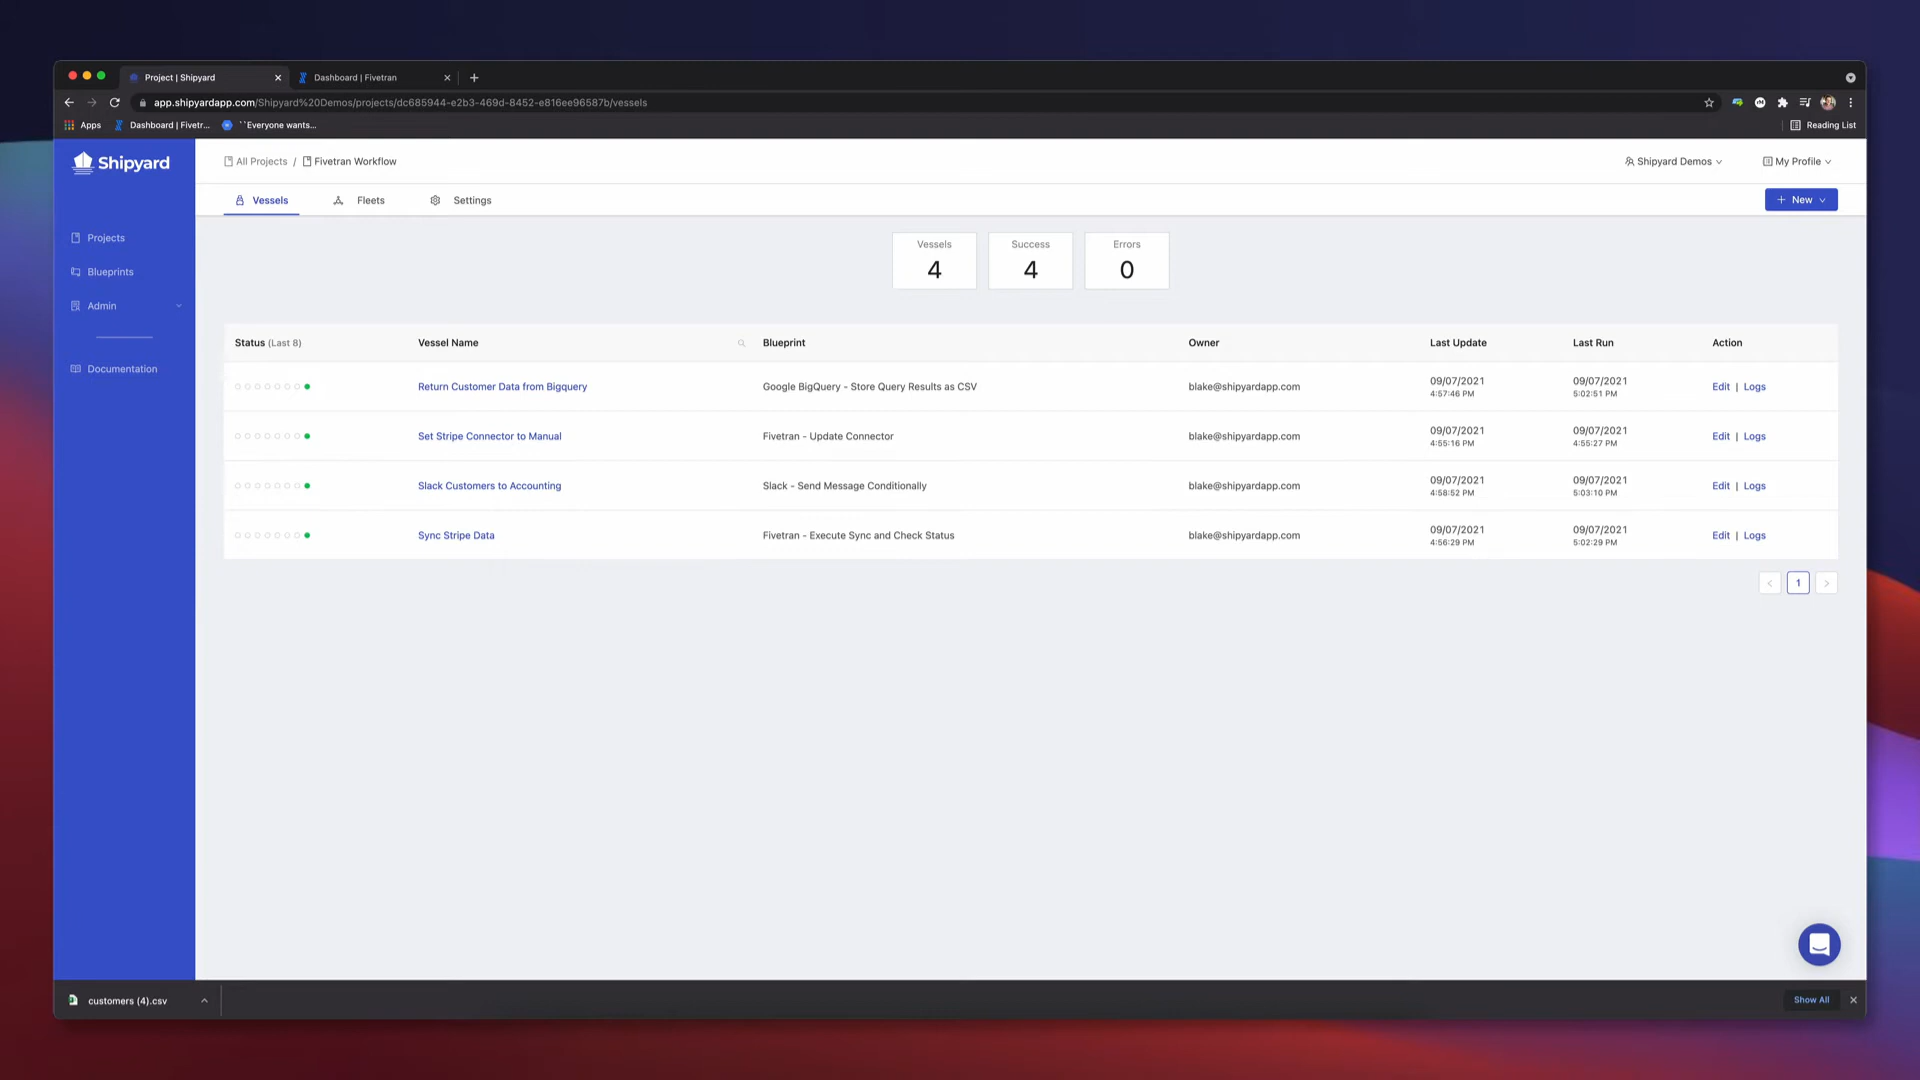 Project | Shipyard
Dashboard | Fivetran
app.shipyardapp.com/Shipyard%20Demos/projects/dc685944-e2b3-469d-8452-e816ee96587b/vessels
Apps
Dashboard | Fivetr...
``Everyone wants...
Reading List
Shipyard
All Projects / Fivetran Workflow
Shipyard Demos
My Profile
Vessels
Fleets
Settings
+ New
Projects
Blueprints
Admin
Documentation
Vessels
4
Success
4
Errors
0
Status (Last 8) Vessel Name Blueprint Owner Last Update Last Run Action
Return Customer Data from Bigquery Google BigQuery - Store Query Results as CSV blake@shipyardapp.com 09/07/2021 09/07/2021 Edit | Logs
4:57:46 PM 5:02:51 PM
Set Stripe Connector to Manual Fivetran - Update Connector blake@shipyardapp.com 09/07/2021 09/07/2021 Edit | Logs
4:55:16 PM 4:55:27 PM
Slack Customers to Accounting Slack - Send Message Conditionally blake@shipyardapp.com 09/07/2021 09/07/2021 Edit | Logs
4:58:52 PM 5:03:10 PM
Sync Stripe Data Fivetran - Execute Sync and Check Status blake@shipyardapp.com 09/07/2021 09/07/2021 Edit | Logs
4:56:29 PM 5:02:29 PM
< 1 >
customers (4).csv
Show All